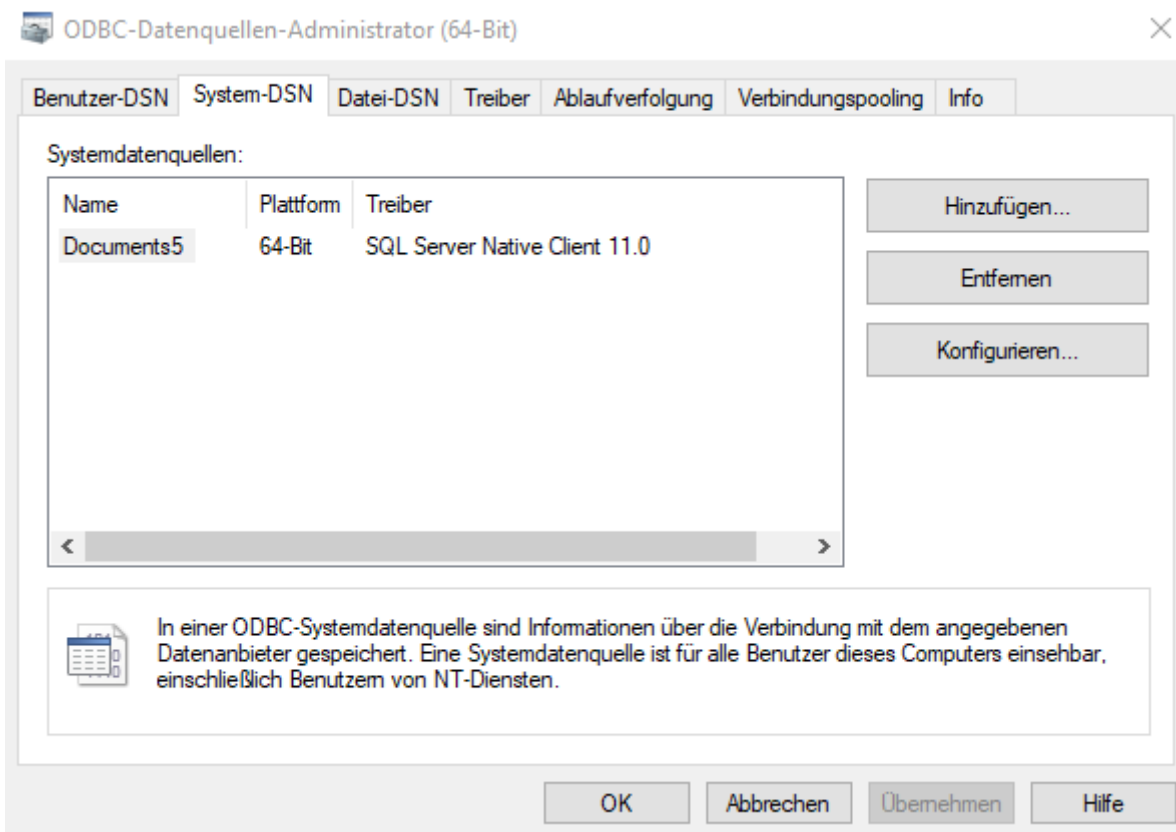 ODBC-Datenquellen-Administrator (64-Bit)
Benutzer-DSN System-DSN Datei-DSN Treiber Ablaufverfolgung Verbindungspooling Info
Systemdatenquellen:
Name Plattform Treiber
Documents5 64-Bit SQL Server Native Client 11.0
Hinzufügen...
Entfernen
Konfigurieren...
In einer ODBC-Systemdatenquelle sind Informationen über die Verbindung mit dem angegebenen
Datenanbieter gespeichert. Eine Systemdatenquelle ist für alle Benutzer dieses Computers einsehbar,
einschließlich Benutzern von NT-Diensten.
OK Abbrechen Übernehmen Hilfe